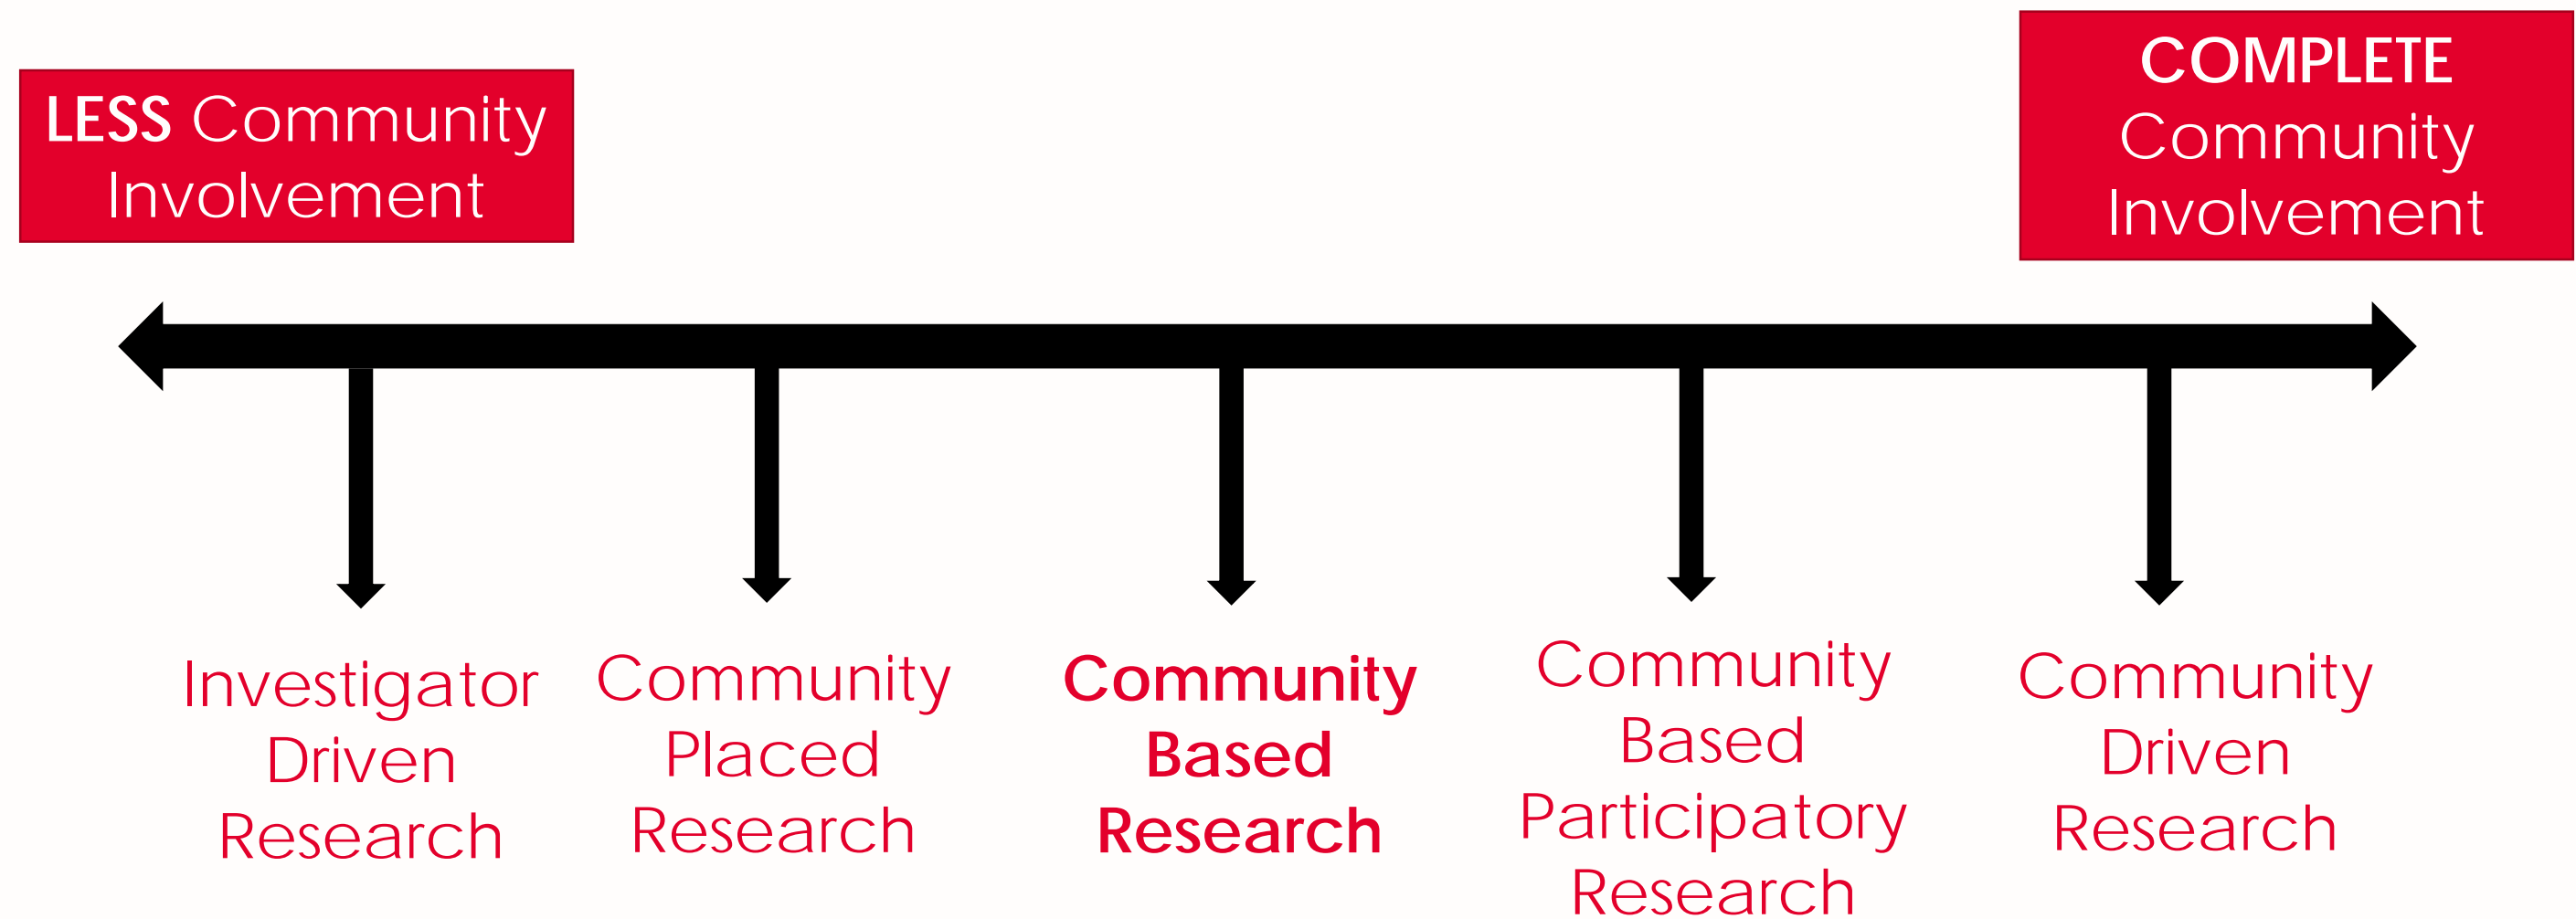 LESS Community
Involvement
COMPLETE
Community
Involvement
Investigator
Driven
Research
Community
Placed
Research
Community
Based
Research
Community
Based
Participatory
Research
Community
Driven
Research